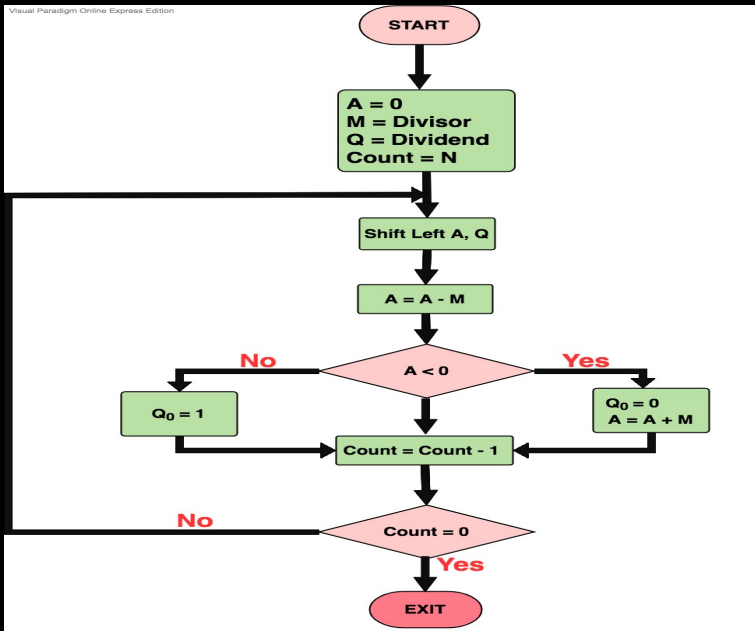 Visual Paradigm Online Express Edition
START
A = 0
M = Divisor
Q = Dividend
Count = N
Shift Left A, Q
A = A - M
A < 0
No
Yes
Q₀ = 1
Q₀ = 0
A = A + M
Count = Count - 1
Count = 0
No
Yes
EXIT